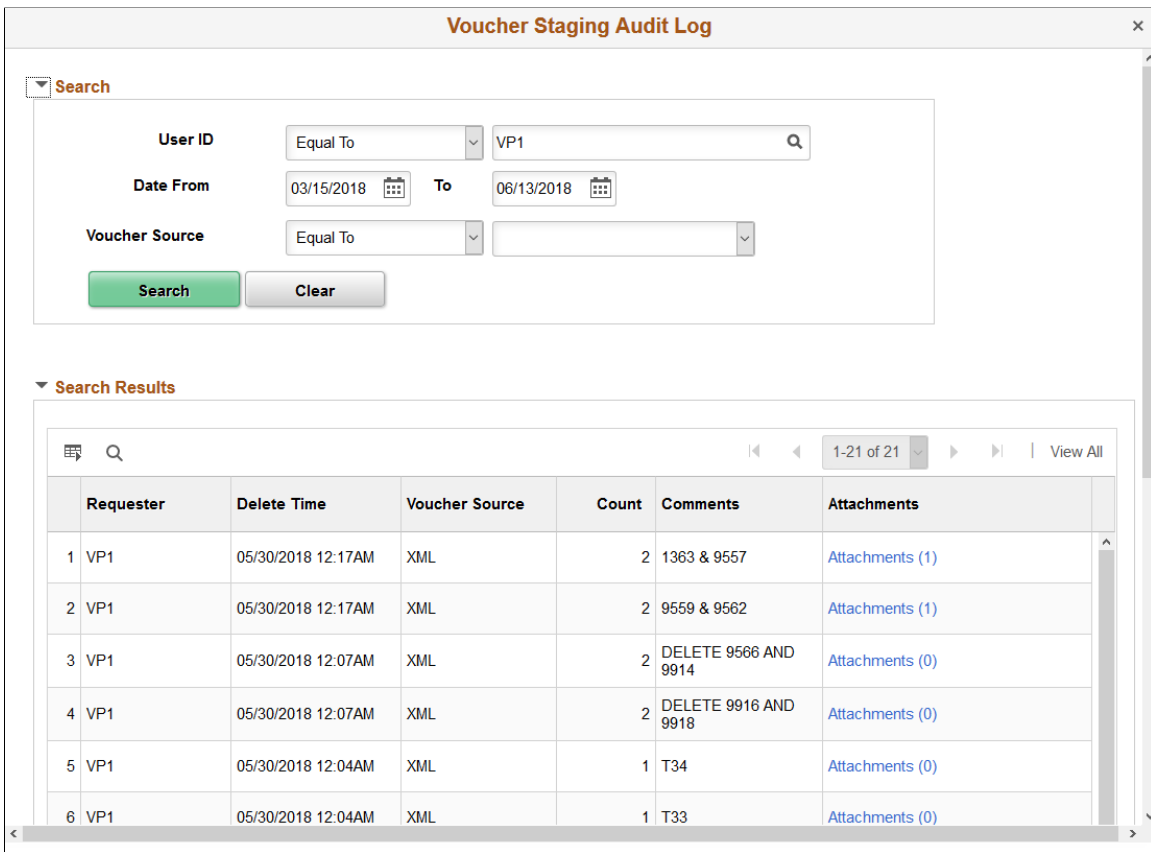 Voucher Staging Audit Log ×
Search
User ID Equal To VP1
Date From 03/15/2018 To 06/13/2018
Voucher Source Equal To
Search Clear
Search Results
1-21 of 21 | View All
Requester Delete Time Voucher Source Count Comments Attachments
1 VP1 05/30/2018 12:17AM XML 2 1363 & 9557 Attachments (1)
2 VP1 05/30/2018 12:17AM XML 2 9559 & 9562 Attachments (1)
3 VP1 05/30/2018 12:07AM XML 2 DELETE 9566 AND
9914 Attachments (0)
4 VP1 05/30/2018 12:07AM XML 2 DELETE 9916 AND
9918 Attachments (0)
5 VP1 05/30/2018 12:04AM XML 1 T34 Attachments (0)
6 VP1 05/30/2018 12:04AM XML 1 T33 Attachments (0)